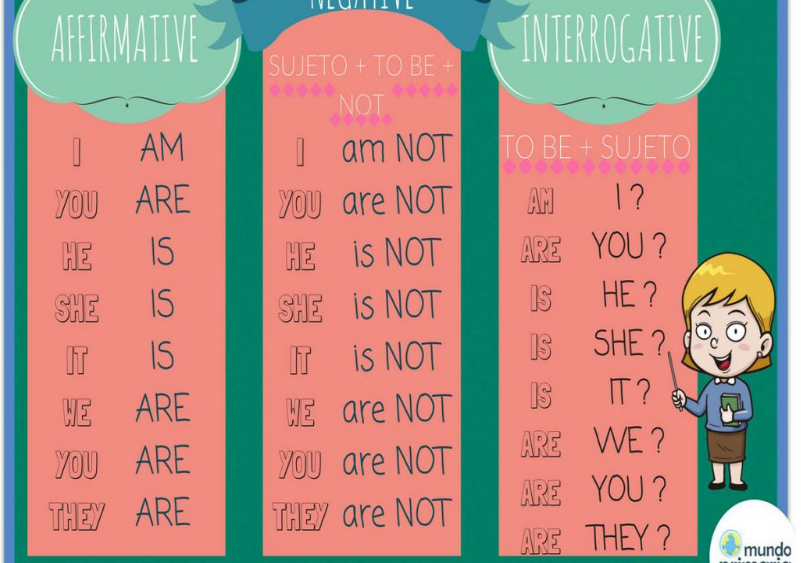 AFFIRMATIVE
I AM
YOU ARE
HE IS
SHE IS
IT IS
WE ARE
YOU ARE
THEY ARE
NEGATIVE
SUJETO + TO BE +
NOT
I am NOT
YOU are NOT
HE is NOT
SHE is NOT
IT is NOT
WE are NOT
YOU are NOT
THEY are NOT
INTERROGATIVE
TO BE + SUJETO
AM I ?
ARE YOU ?
IS HE ?
IS SHE ?
IS IT ?
ARE WE ?
ARE YOU ?
ARE THEY ?
mundo